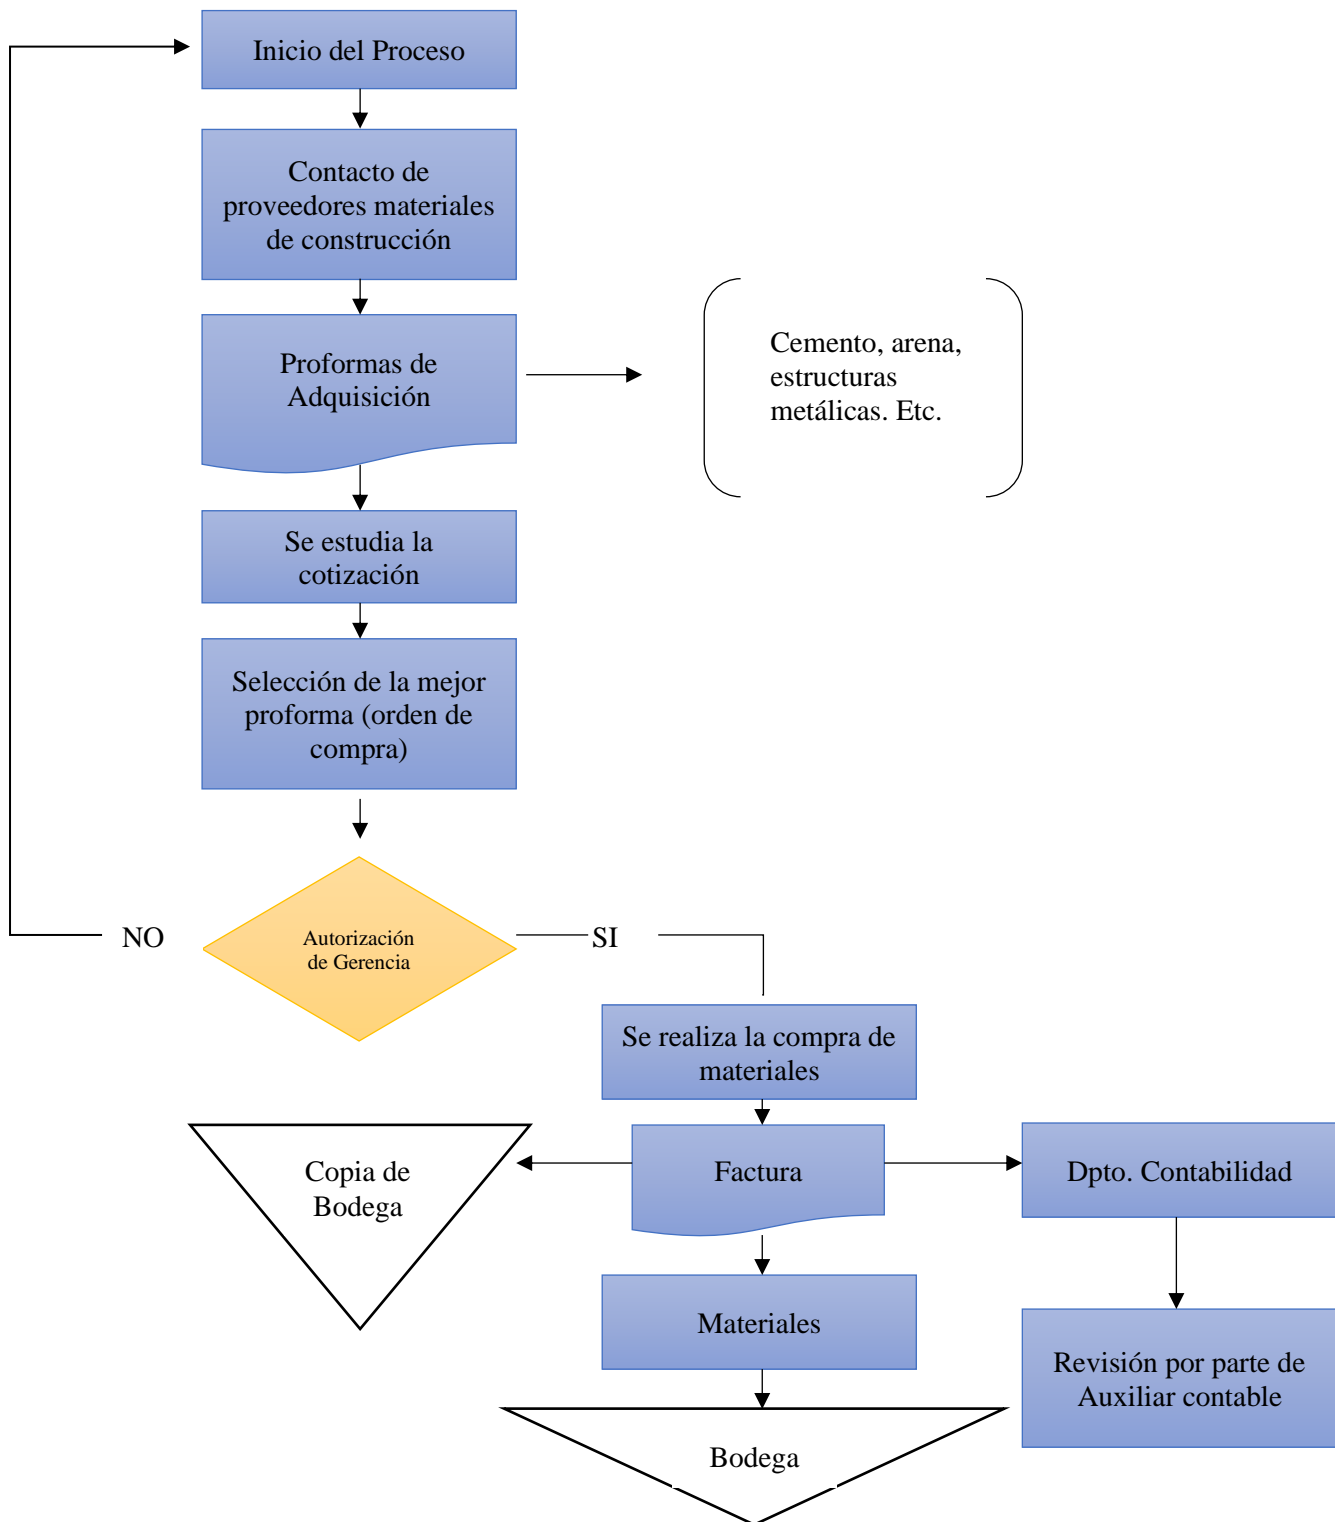 Inicio del Proceso
Contacto de
proveedores materiales
de construcción
Proformas de
Adquisición
Cemento, arena,
estructuras
metálicas. Etc.
Se estudia la
cotización
Selección de la mejor
proforma (orden de
compra)
NO
Autorización
de Gerencia
SI
Se realiza la compra de
materiales
Copia de
Bodega
Factura
Dpto. Contabilidad
Materiales
Revisión por parte de
Auxiliar contable
Bodega